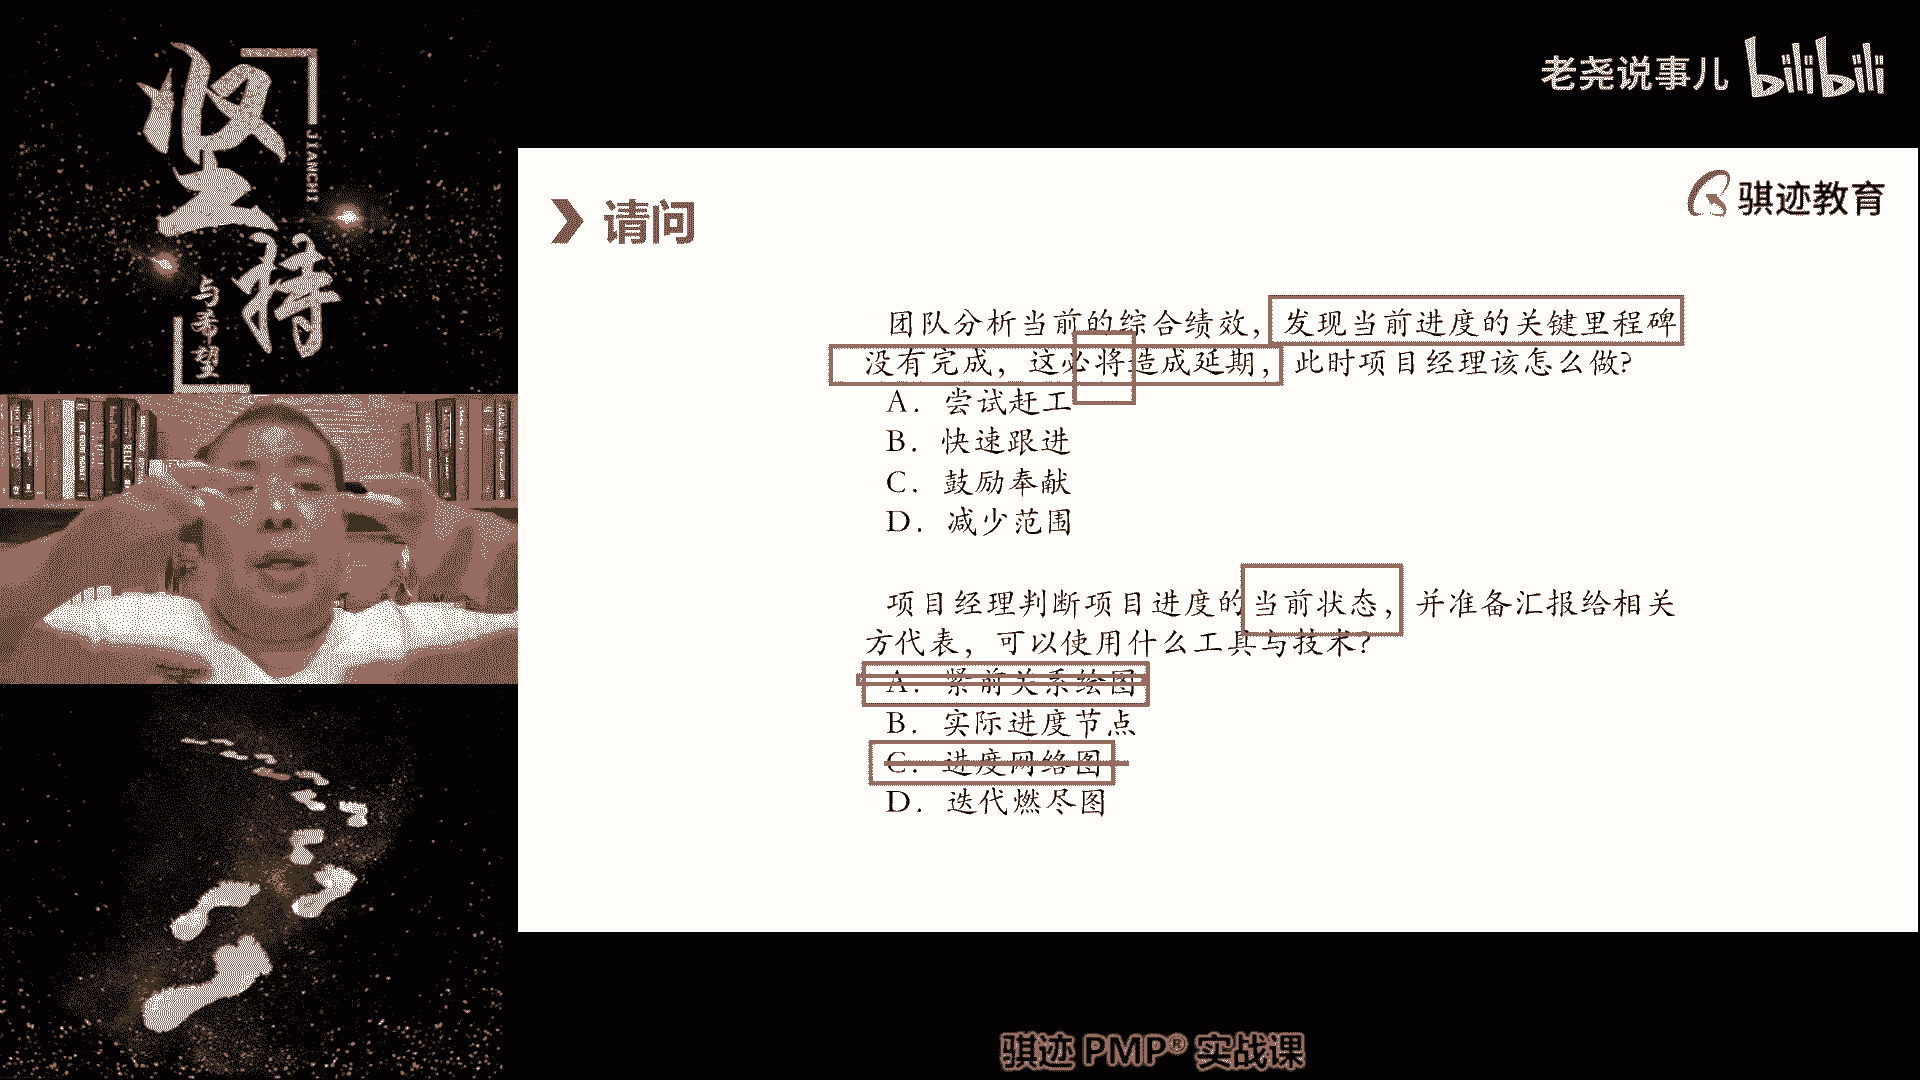 坚持
JIANCHI
与希望
老尧说事儿 bilibili
骐迹教育
请问
团队分析当前的综合绩效，发现当前进度的关键里程碑
没有完成，这必将造成延期，此时项目经理该怎么做？
A．尝试赶工
B．快速跟进
C．鼓励奉献
D．减少范围
项目经理判断项目进度的当前状态，并准备汇报给相关
方代表，可以使用什么工具与技术？
A．紧前关系绘图
B．实际进度节点
C．进度网络图
D．迭代燃尽图
骐迹 PMP® 实战课